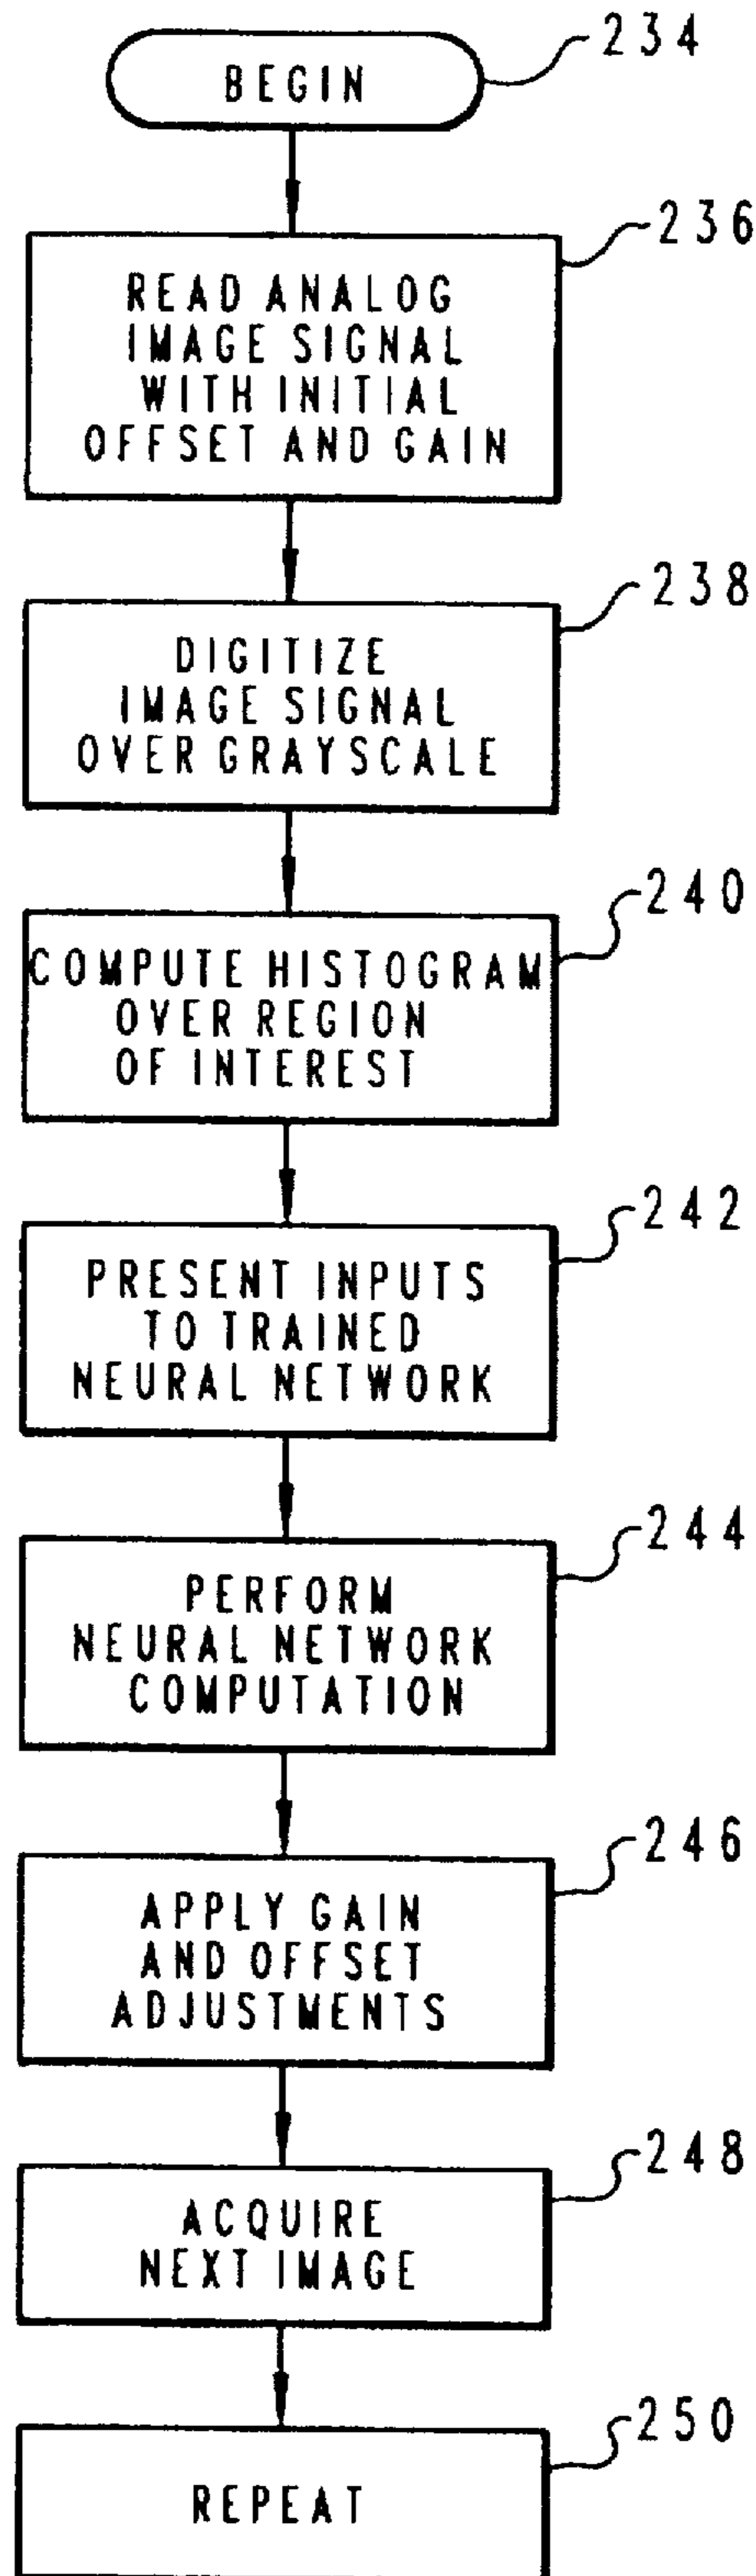 234
BEGIN
236
READ ANALOG
IMAGE SIGNAL
WITH INITIAL
OFFSET AND GAIN
238
DIGITIZE
IMAGE SIGNAL
OVER GRAYSCALE
240
COMPUTE HISTOGRAM
OVER REGION
OF INTEREST
242
PRESENT INPUTS
TO TRAINED
NEURAL NETWORK
244
PERFORM
NEURAL NETWORK
COMPUTATION
246
APPLY GAIN
AND OFFSET
ADJUSTMENTS
248
ACQUIRE
NEXT IMAGE
250
REPEAT